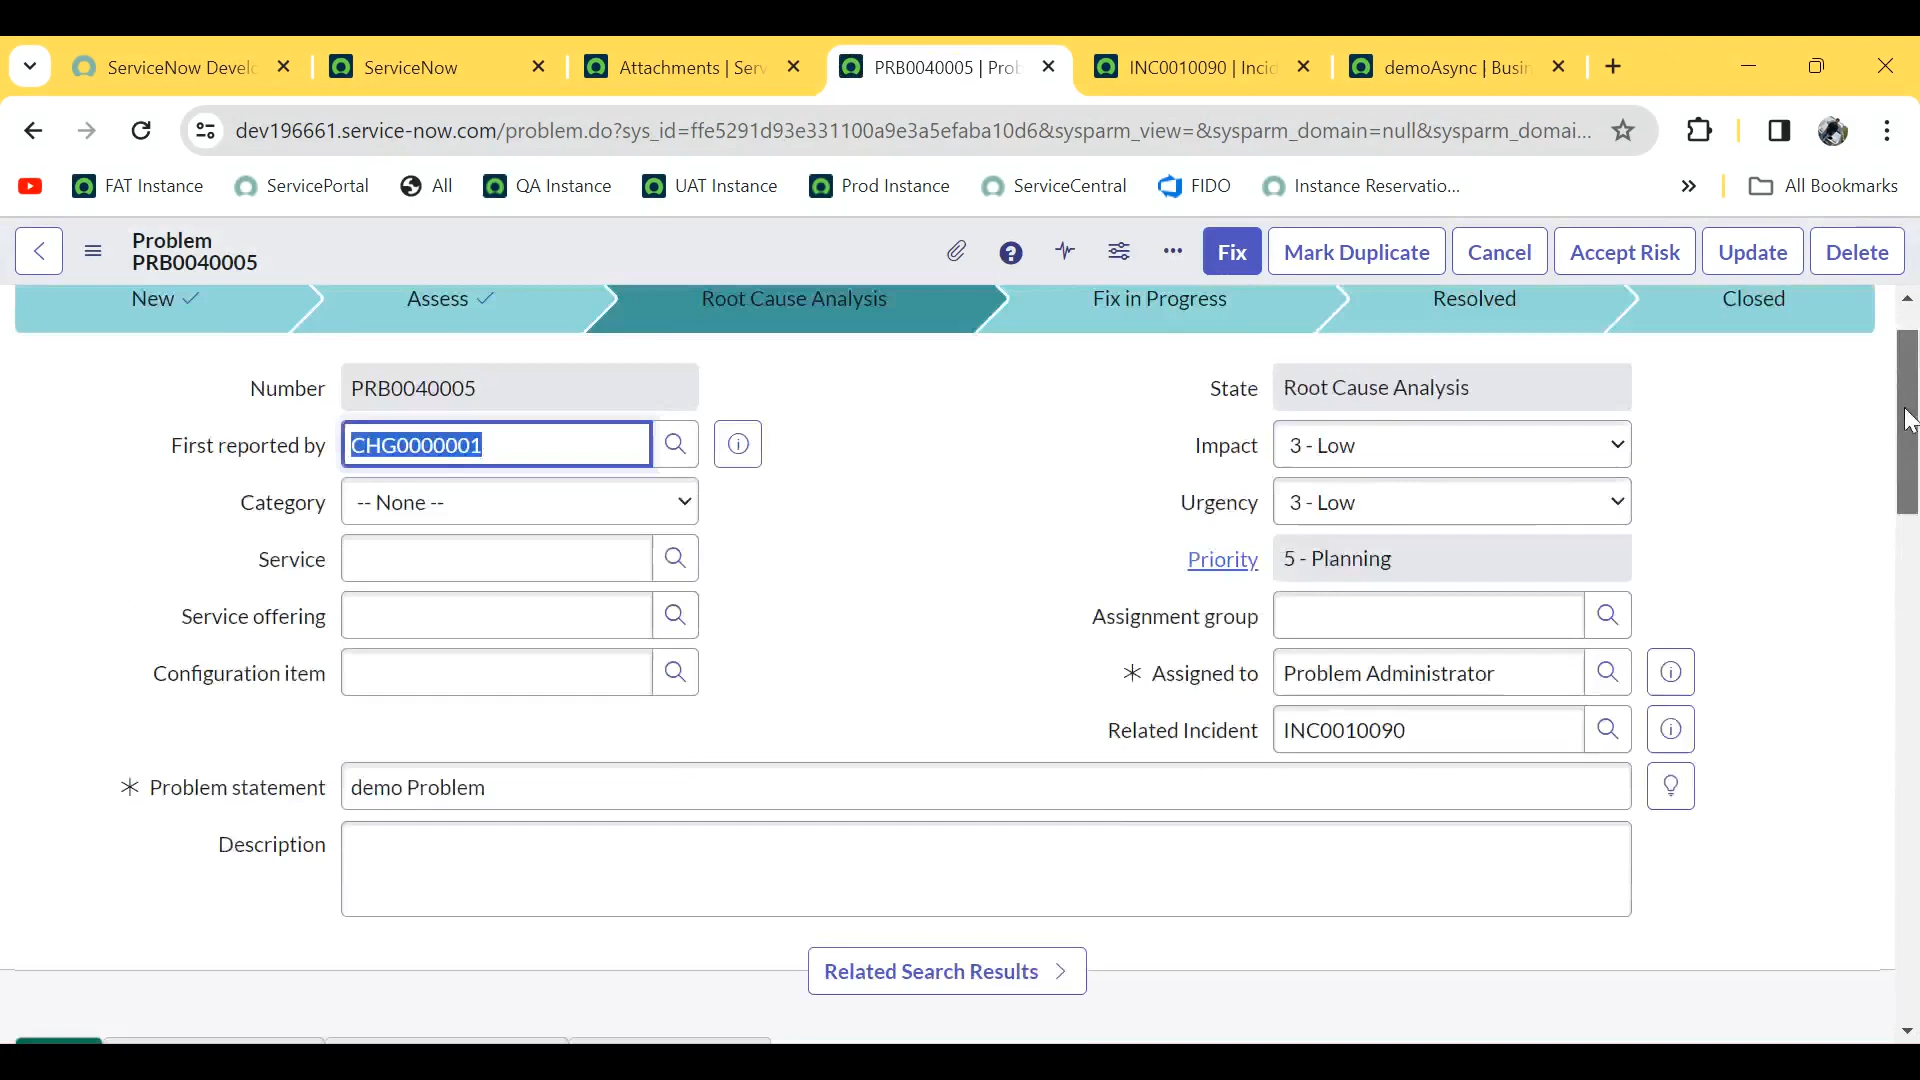 ServiceNow Develo
ServiceNow
Attachments | Serv
PRB0040005 | Prob
INC0010090 | Incid
demoAsync | Busin
dev196661.service-now.com/problem.do?sys_id=ffe5291d93e331100a9e3a5efaba10d6&sysparm_view=&sysparm_domain=null&sysparm_domai...
FAT Instance
ServicePortal
All
QA Instance
UAT Instance
Prod Instance
ServiceCentral
FIDO
Instance Reservatio...
All Bookmarks
Problem
PRB0040005
Fix
Mark Duplicate
Cancel
Accept Risk
Update
Delete
New
Assess
Root Cause Analysis
Fix in Progress
Resolved
Closed
Number PRB0040005
State Root Cause Analysis
First reported by CHG0000001
Impact 3 - Low
Category -- None --
Urgency 3 - Low
Service
Priority 5 - Planning
Service offering
Assignment group
Configuration item
Assigned to Problem Administrator
Related Incident INC0010090
Problem statement demo Problem
Description
Related Search Results